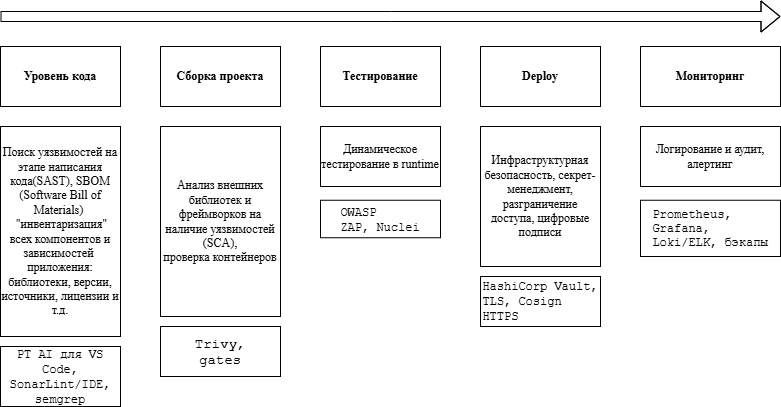 Уровень кода
Сборка проекта
Тестирование
Deploy
Мониторинг
Поиск уязвимостей на
этапе написания
кода(SAST), SBOM
(Software Bill of
Materials)
"инвентаризация"
всех компонентов и
зависимостей
приложения:
библиотеки, версии,
источники, лицензии и
т.д.
PT AI для VS
Code,
SonarLint/IDE,
semgrep
Анализ внешних
библиотек и
фреймворков на
наличие уязвимостей
(SCA),
проверка контейнеров
Trivy,
gates
Динамическое
тестирование в runtime
OWASP
ZAP, Nuclei
Инфраструктурная
безопасность, секрет-
менеджмент,
разграничение
доступа, цифровые
подписи
HashiCorp Vault,
TLS, Cosign
HTTPS
Логирование и аудит,
алертинг
Prometheus,
Grafana,
Loki/ELK, бэкапы